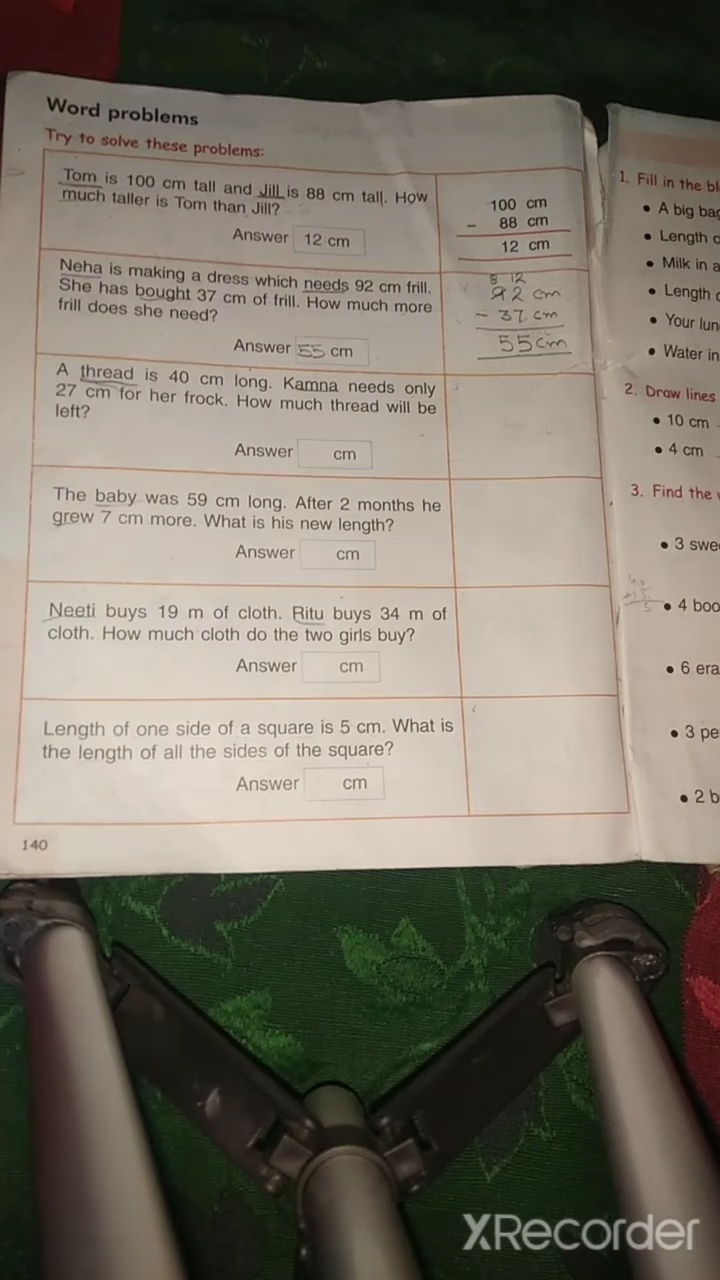 Word problems
Try to solve these problems:
Tom is 100 cm tall and Jill is 88 cm tall. How
much taller is Tom than Jill?
Answer 12 cm
100 cm
- 88 cm
12 cm
Neha is making a dress which needs 92 cm frill.
She has bought 37 cm of frill. How much more
frill does she need?
Answer 55 cm
8 12
92 cm
- 37 cm
55 cm
A thread is 40 cm long. Kamna needs only
27 cm for her frock. How much thread will be
left?
Answer cm
The baby was 59 cm long. After 2 months he
grew 7 cm more. What is his new length?
Answer cm
Neeti buys 19 m of cloth. Ritu buys 34 m of
cloth. How much cloth do the two girls buy?
Answer cm
Length of one side of a square is 5 cm. What is
the length of all the sides of the square?
Answer cm
140
1. Fill in the bl
• A big bag
• Length o
• Milk in a
• Length o
• Your lun
• Water in
2. Draw lines
• 10 cm
• 4 cm
3. Find the
• 3 swe
• 4 boo
• 6 era
• 3 pe
• 2 b
XRecorder